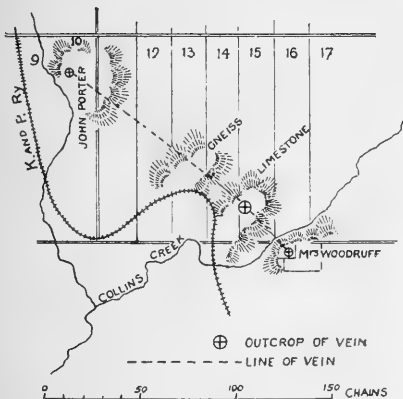 9 10 12 13 14 15 16 17
K AND P. RY
JOHN PORTER
GNEISS
LIMESTONE
COLLINS CREEK
Mrs WOODRUFF
⊕ OUTCROP OF VEIN
------ LINE OF VEIN
0 50 100 150 CHAINS